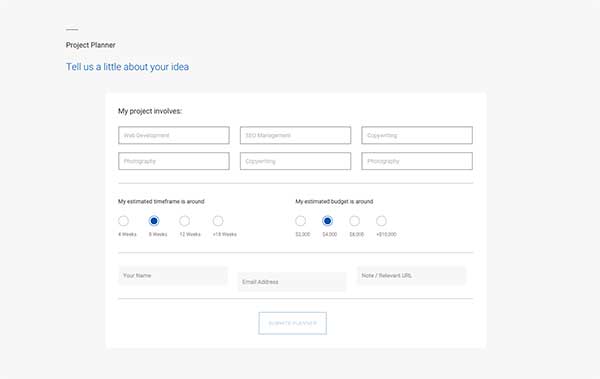 Project Planner
Tell us a little about your idea
My project involves:
Web Development SEO Management Copywriting
Photography Copywriting Photography
My estimated timeframe is around My estimated budget is around
4 Weeks 8 Weeks 12 Weeks +18 Weeks $2,000 $4,000 $8,000 +$10,000
Your Name Email Address Note / Relevant URL
SUBMITE PLANNER